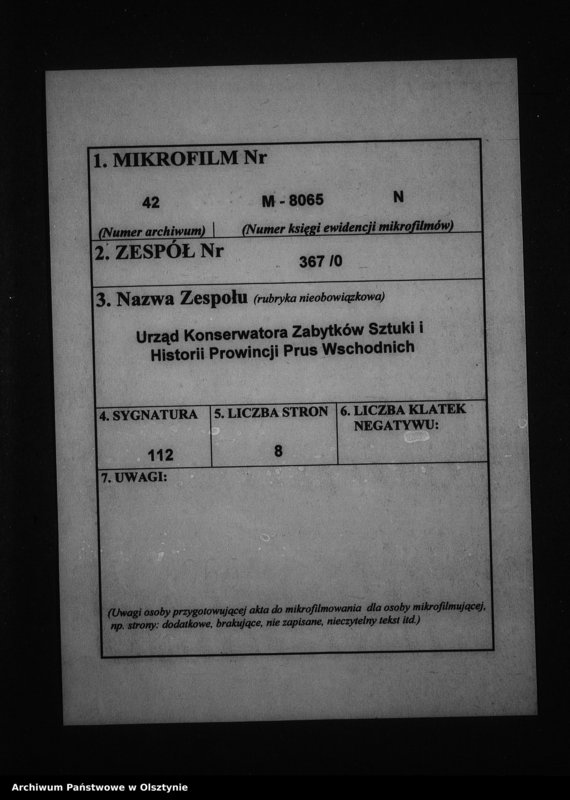 1. MIKROFILM Nr
42 M - 8065 N
(Numer archiwum) (Numer księgi ewidencji mikrofilmów)
2. ZESPÓŁ Nr
367 /0
3. Nazwa Zespołu (rubryka nieobowiązkowa)
Urząd Konserwatora Zabytków Sztuki i
Historii Prowincji Prus Wschodnich
4. SYGNATURA 5. LICZBA STRON 6. LICZBA KLATEK
NEGATYWU:
112 8
7. UWAGI:
(Uwagi osoby przygotowującej akta do mikrofilmowania dla osoby mikrofilmującej,
np. strony: dodatkowe, brakujące, nie zapisane, nieczytelny tekst itd.)
Archiwum Państwowe w Olsztynie